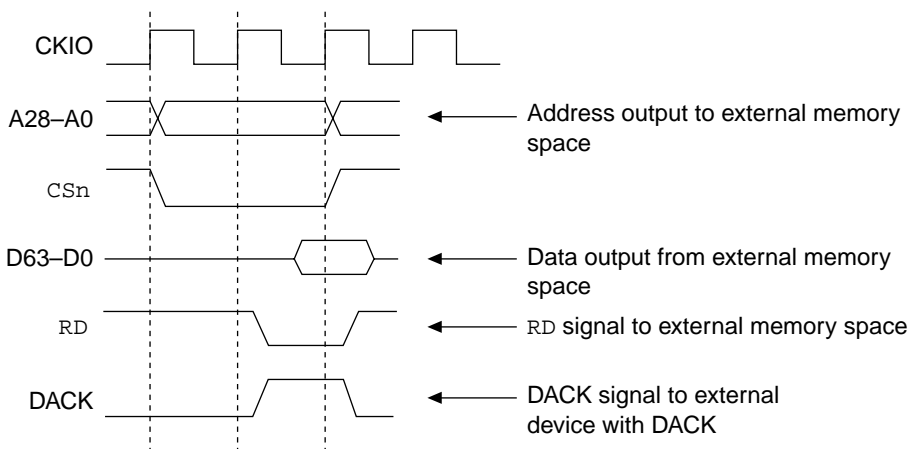 CKIO
A28–A0
Address output to external memory
space
CSn
D63–D0
Data output from external memory
space
RD
RD signal to external memory space
DACK
DACK signal to external
device with DACK